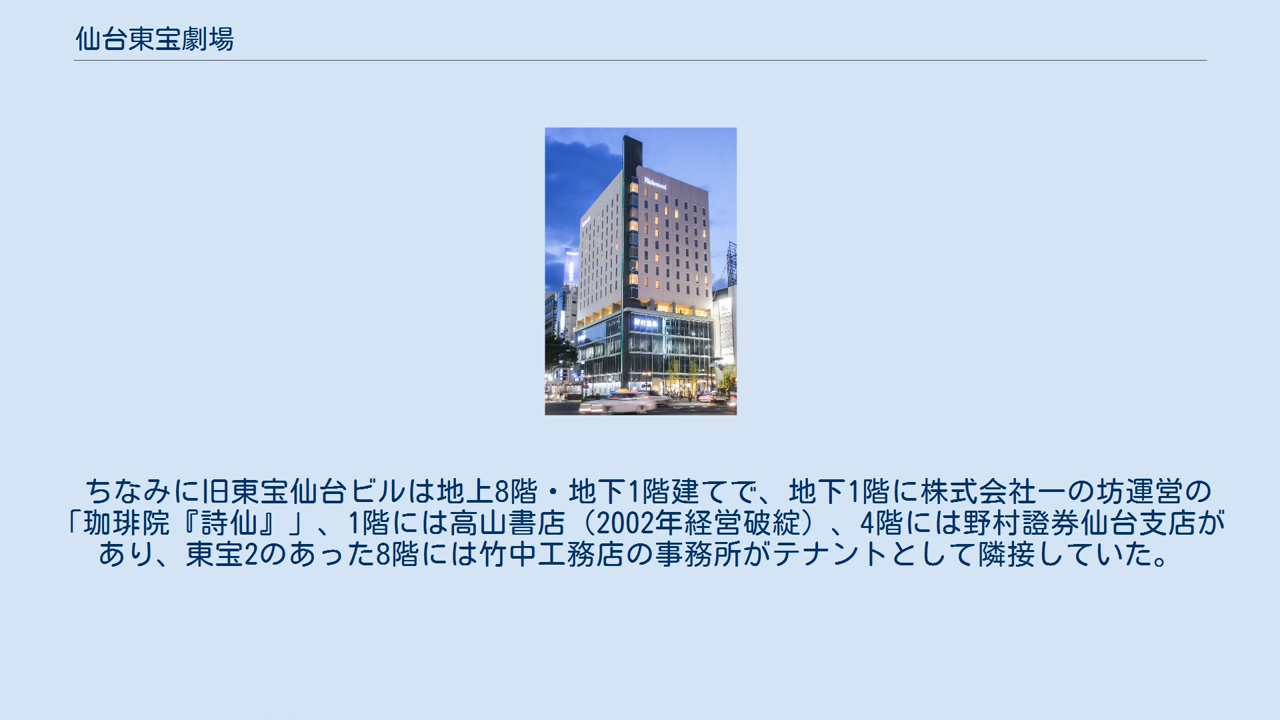 仙台東宝劇場
Richmond
ちなみに旧東宝仙台ビルは地上8階・地下1階建てで、地下1階に株式会社一の坊運営の
「珈琲院『詩仙』」、1階には高山書店（2002年経営破綻）、4階には野村證券仙台支店が
あり、東宝2のあった8階には竹中工務店の事務所がテナントとして隣接していた。